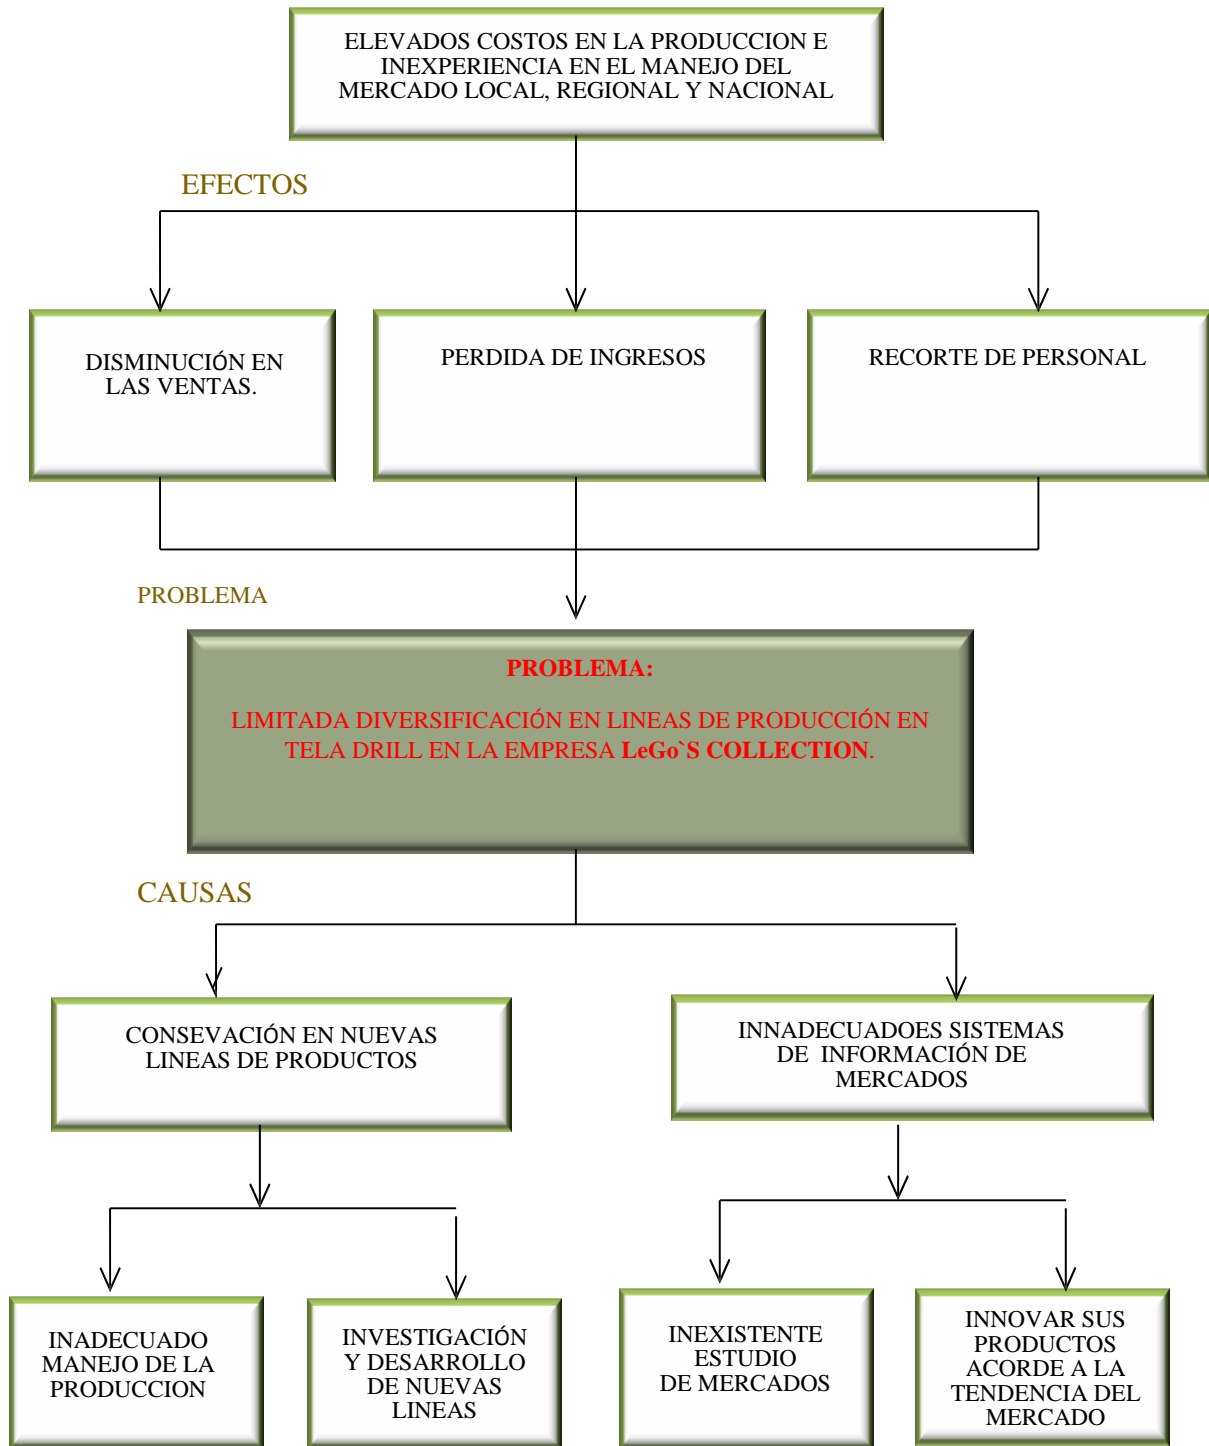 ELEVADOS COSTOS EN LA PRODUCCION E
INEXPERIENCIA EN EL MANEJO DEL
MERCADO LOCAL, REGIONAL Y NACIONAL
EFECTOS
DISMINUCIÓN EN
LAS VENTAS.
PERDIDA DE INGRESOS
RECORTE DE PERSONAL
PROBLEMA
PROBLEMA:
LIMITADA DIVERSIFICACIÓN EN LINEAS DE PRODUCCIÓN EN
TELA DRILL EN LA EMPRESA LeGo`S COLLECTION.
CAUSAS
CONSEVACIÓN EN NUEVAS
LINEAS DE PRODUCTOS
INNADECUADOES SISTEMAS
DE INFORMACIÓN DE
MERCADOS
INADECUADO
MANEJO DE LA
PRODUCCION
INVESTIGACIÓN
Y DESARROLLO
DE NUEVAS
LINEAS
INEXISTENTE
ESTUDIO
DE MERCADOS
INNOVAR SUS
PRODUCTOS
ACORDE A LA
TENDENCIA DEL
MERCADO